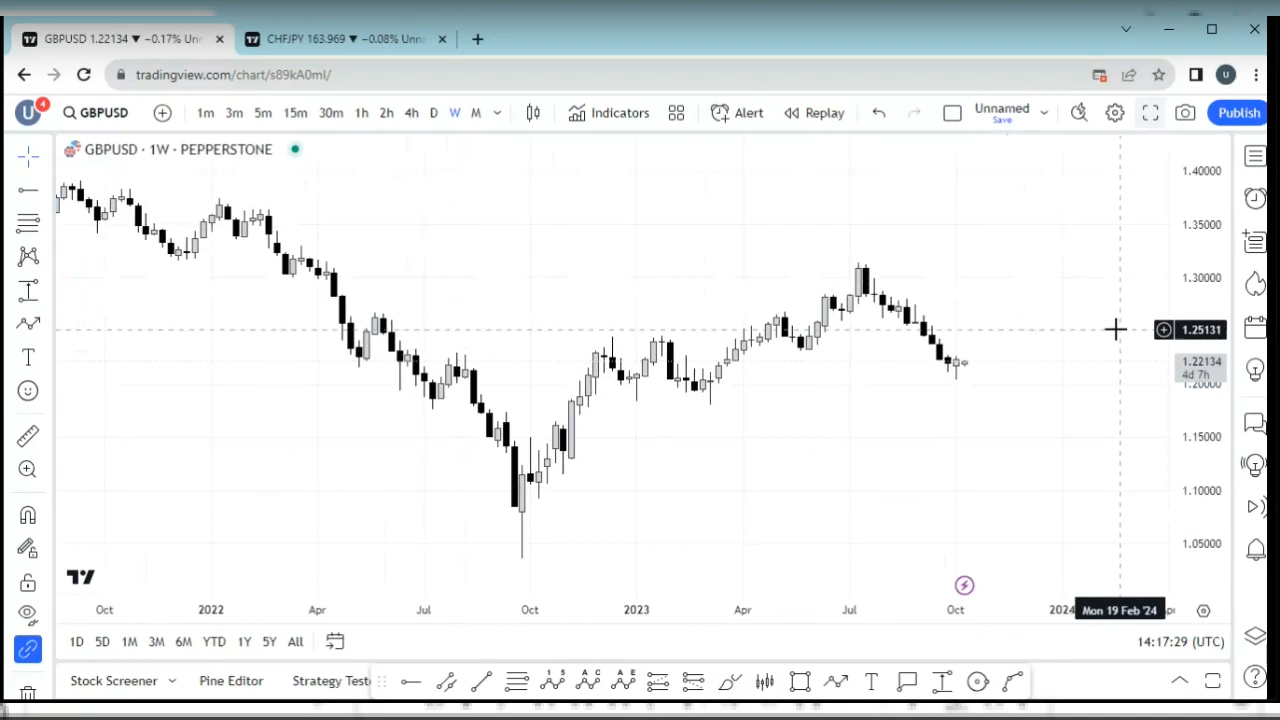 GBPUSD 1.22134 ▼ −0.17% Unn
CHFJPY 163.969 ▼ −0.08% Unn
tradingview.com/chart/s89kA0ml/
U
U
4
GBPUSD
1m 3m 5m 15m 30m 1h 2h 4h D W M
Indicators
Alert
Replay
Unnamed
Save
Publish
GBPUSD · 1W · PEPPERSTONE
1.40000
1.35000
1.30000
1.25131
1.22134
4d 7h
1.20000
1.15000
1.10000
1.05000
Oct 2022 Apr Jul Oct 2023 Apr Jul Oct 2024 Mon 19 Feb '24
1D 5D 1M 3M 6M YTD 1Y 5Y All
14:17:29 (UTC)
Stock Screener Pine Editor Strategy Test